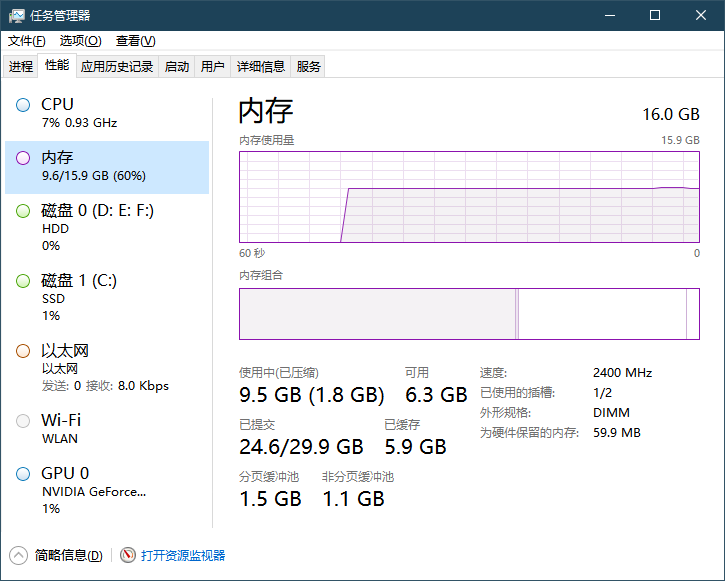 任务管理器
文件(F) 选项(O) 查看(V)
进程 性能 应用历史记录 启动 用户 详细信息 服务
CPU
7% 0.93 GHz
内存
9.6/15.9 GB (60%)
磁盘 0 (D: E: F:)
HDD
0%
磁盘 1 (C:)
SSD
1%
以太网
以太网
发送: 0 接收: 8.0 Kbps
Wi-Fi
WLAN
GPU 0
NVIDIA GeForce...
1%
内存 16.0 GB
内存使用量 15.9 GB
60 秒 0
内存组合
使用中(已压缩) 可用
9.5 GB (1.8 GB) 6.3 GB
已提交 已缓存
24.6/29.9 GB 5.9 GB
分页缓冲池 非分页缓冲池
1.5 GB 1.1 GB
速度: 2400 MHz
已使用的插槽: 1/2
外形规格: DIMM
为硬件保留的内存: 59.9 MB
简略信息(D) 打开资源监视器